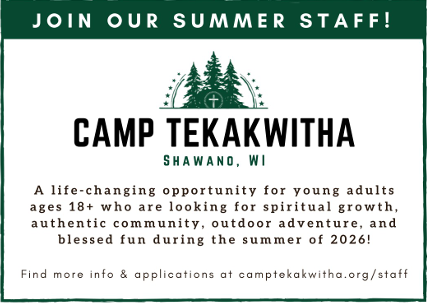 JOIN OUR SUMMER STAFF!
CAMP TEKAKWITHA
SHAWANO, WI
A life-changing opportunity for young adults
ages 18+ who are looking for spiritual growth,
authentic community, outdoor adventure, and
blessed fun during the summer of 2026!
Find more info & applications at camptekakwitha.org/staff